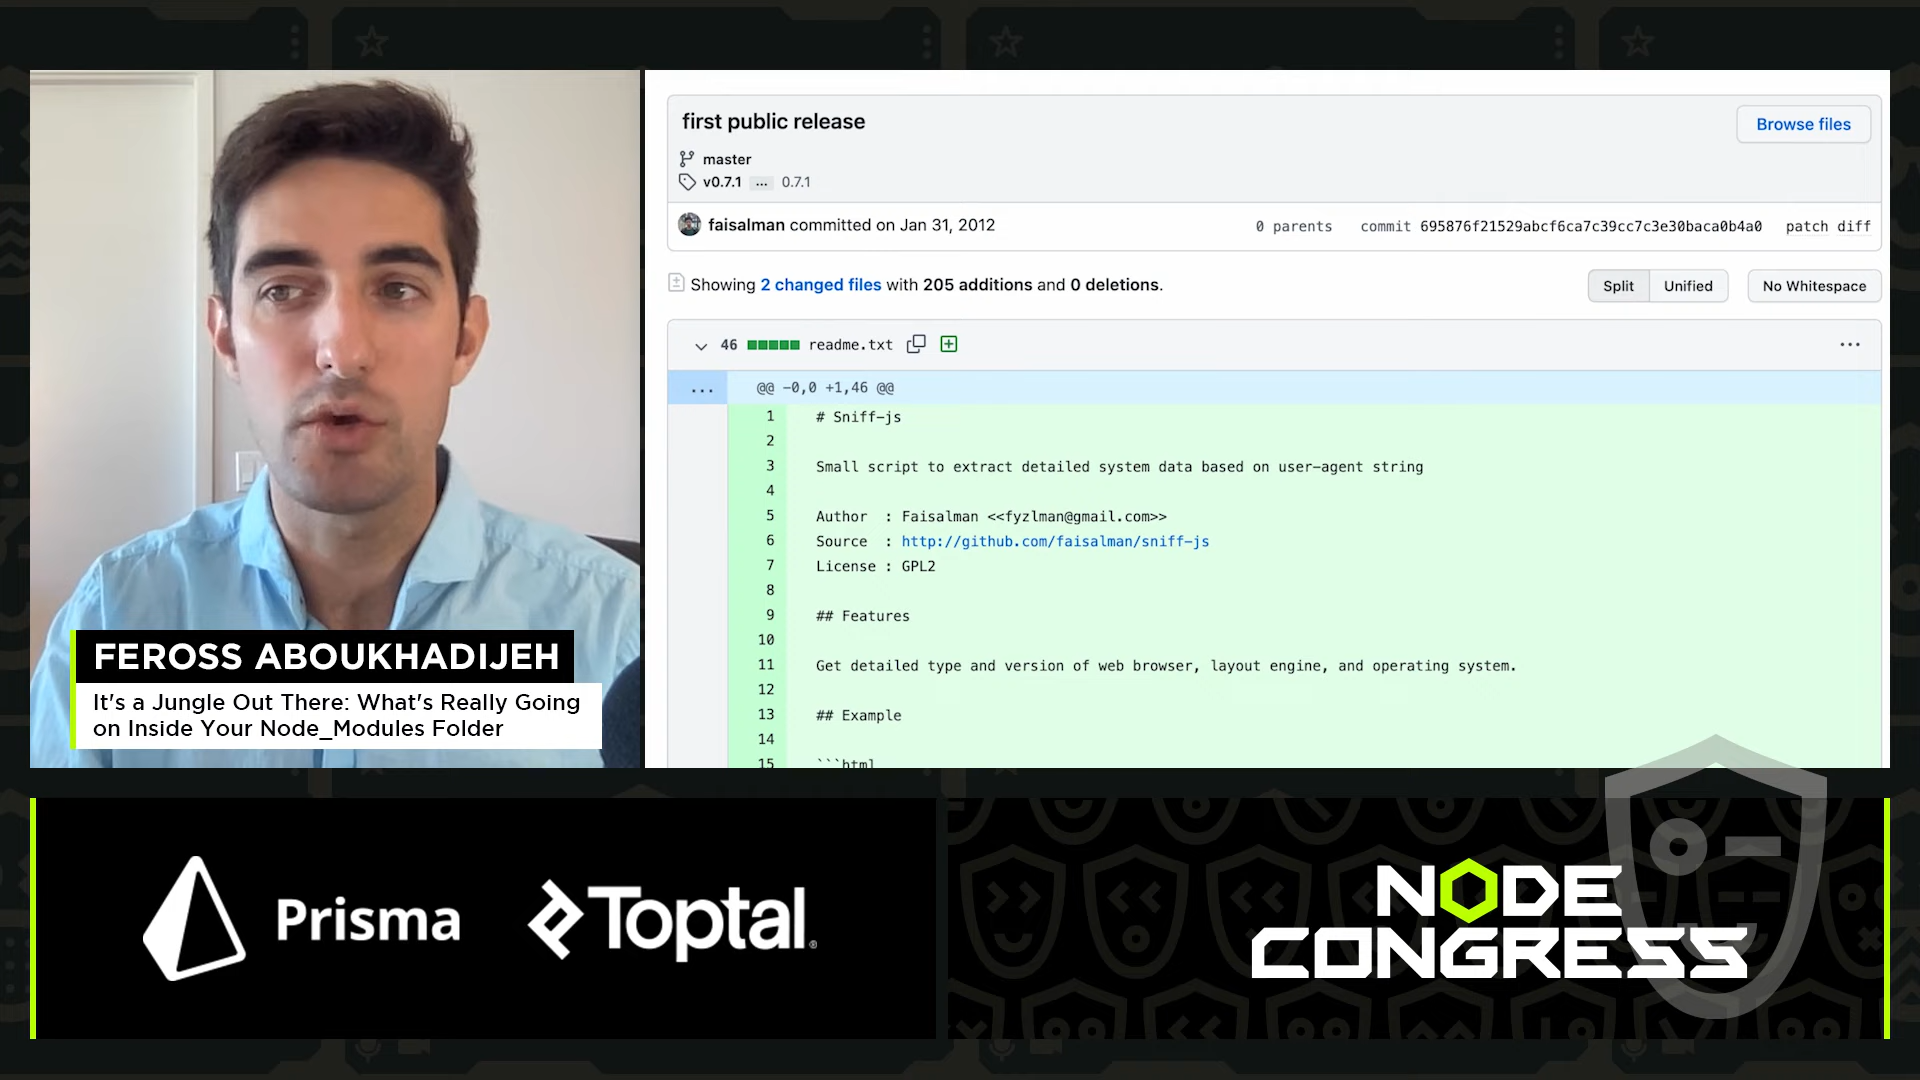 FEROSS ABOUKHADIJEH
It's a Jungle Out There: What's Really Going
on Inside Your Node_Modules Folder
first public release
Browse files
master
v0.7.1 ... 0.7.1
faisalman committed on Jan 31, 2012
0 parents commit 695876f21529abcf6ca7c39cc7c3e30baca0b4a0 patch diff
Showing 2 changed files with 205 additions and 0 deletions.
Split Unified No Whitespace
46 readme.txt
... @@ -0,0 +1,46 @@
1 # Sniff-js
2
3 Small script to extract detailed system data based on user-agent string
4
5 Author : Faisalman <<fyzlman@gmail.com>>
6 Source : http://github.com/faisalman/sniff-js
7 License : GPL2
8
9 ## Features
10
11 Get detailed type and version of web browser, layout engine, and operating system.
12
13 ## Example
14
15 ```html
Prisma
Toptal
NODE
CONGRESS